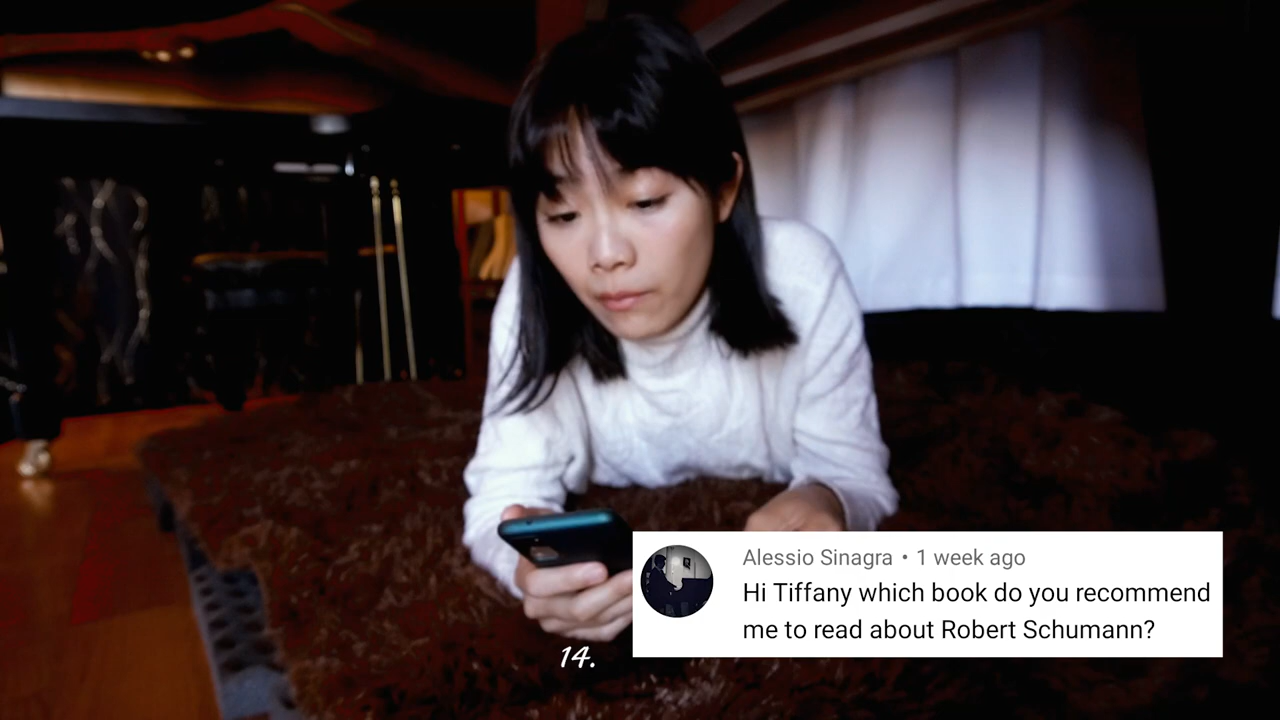 Alessio Sinagra • 1 week ago
Hi Tiffany which book do you recommend
me to read about Robert Schumann?
14.